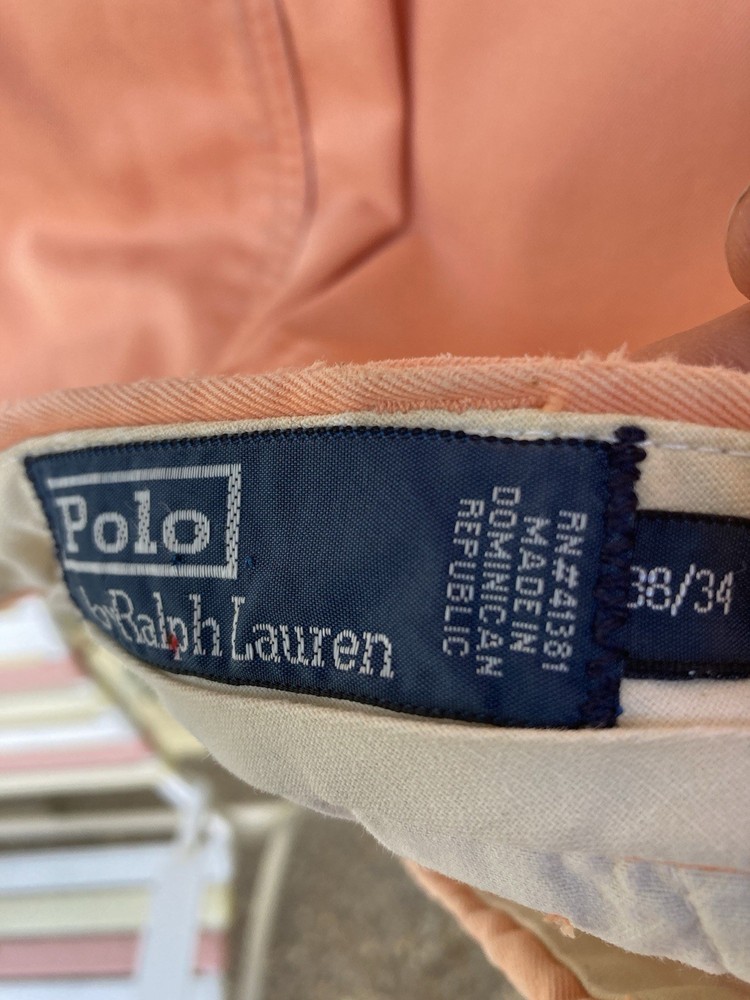 Polo
by Ralph Lauren
RN#41381
MADE IN
DOMINICAN
REPUBLIC
38/34